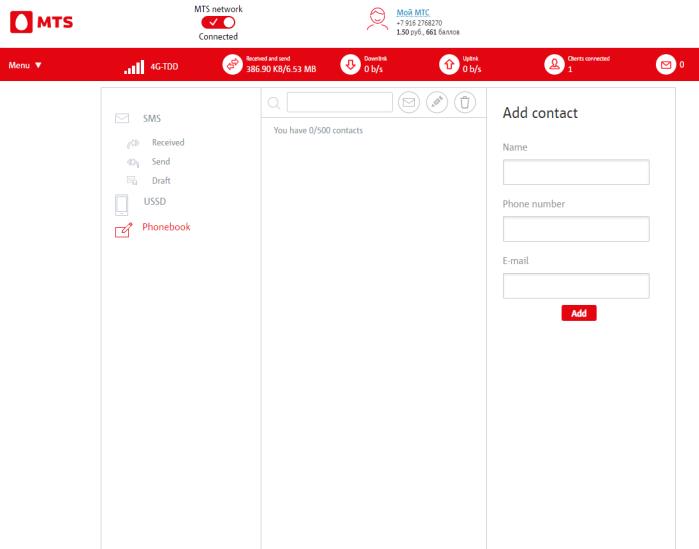 MTS
MTS network
Connected
Мой МТС
+7 916 2768270
1.50 руб., 661 баллов
Menu ▼
4G-TDD
Received and send
386.90 KB/6.53 MB
Downlink
0 b/s
Uplink
0 b/s
Clients connected
1
0
SMS
Received
Send
Draft
USSD
Phonebook
You have 0/500 contacts
Add contact
Name
Phone number
E-mail
Add